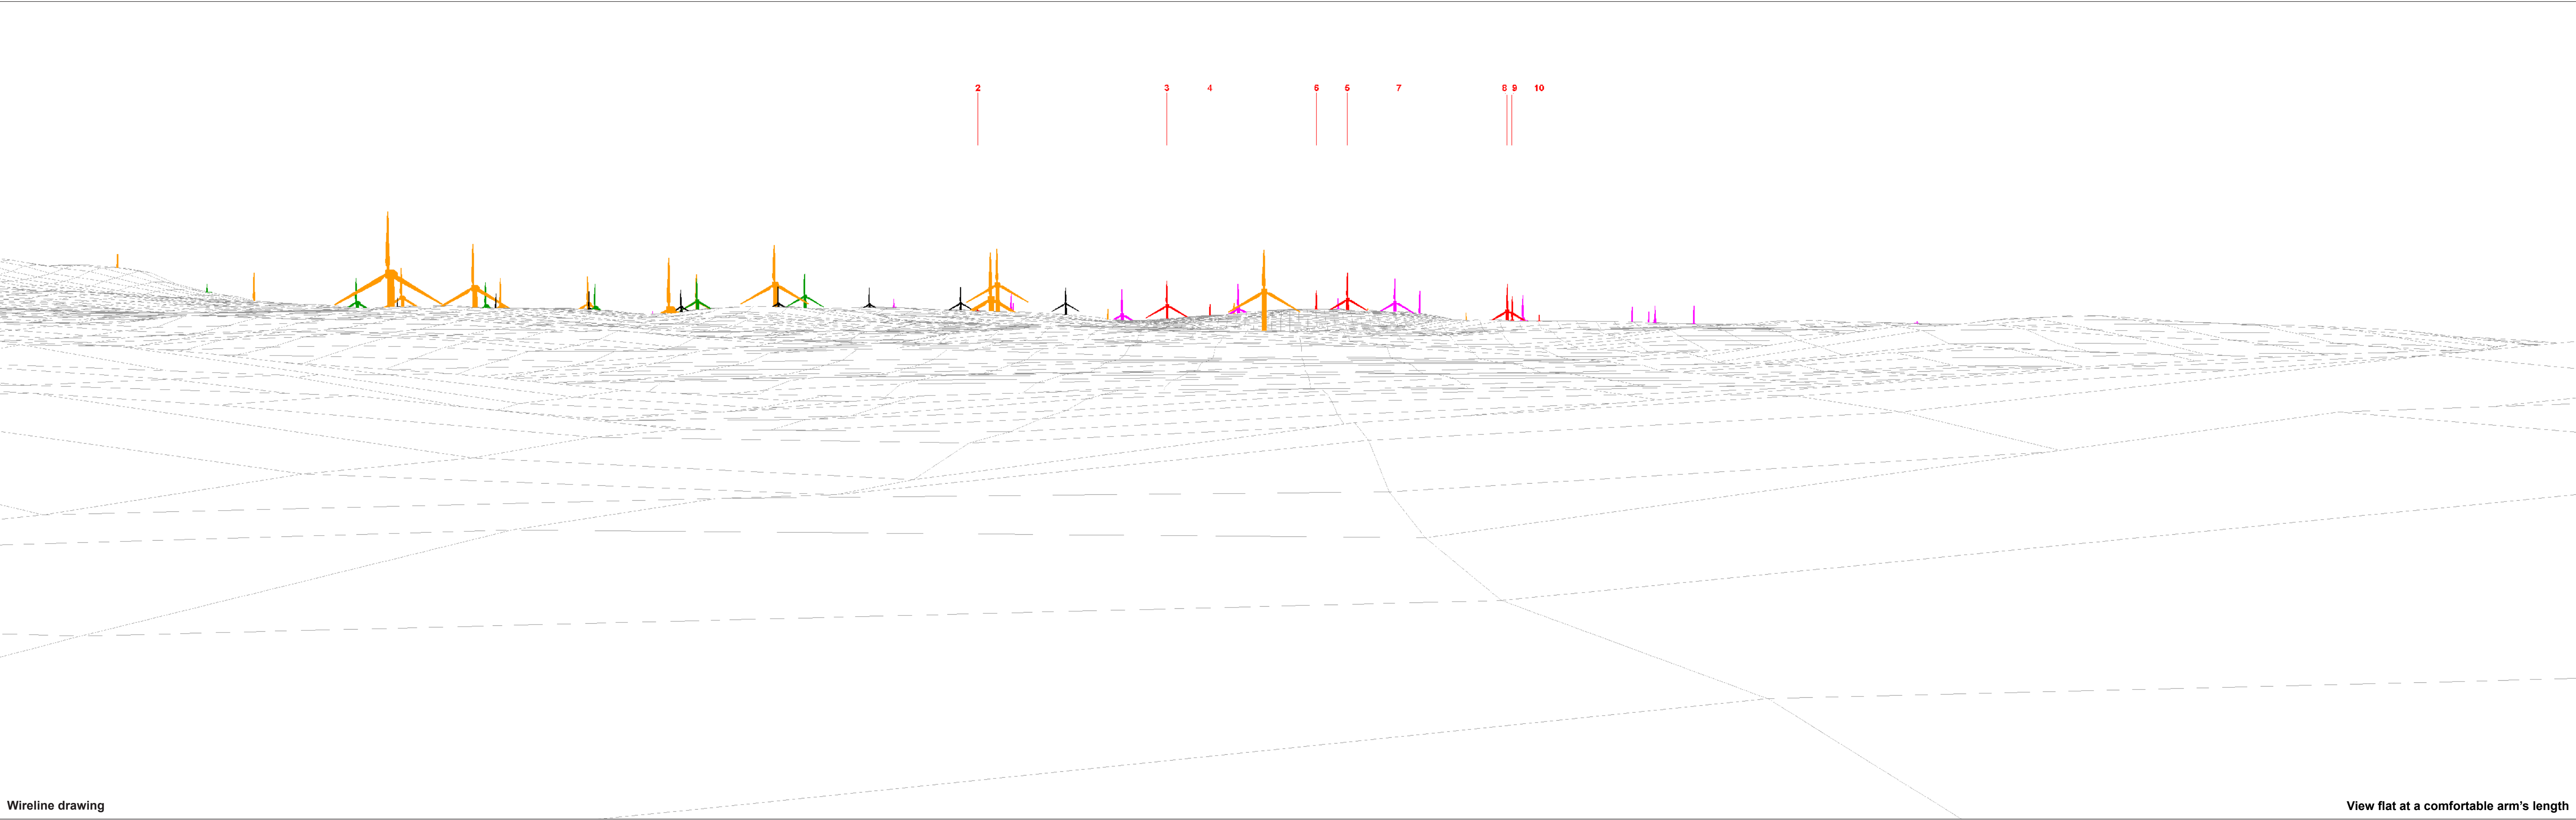 2 3 4 6 5 7 8 9 10
Wireline drawing
View flat at a comfortable arm's length